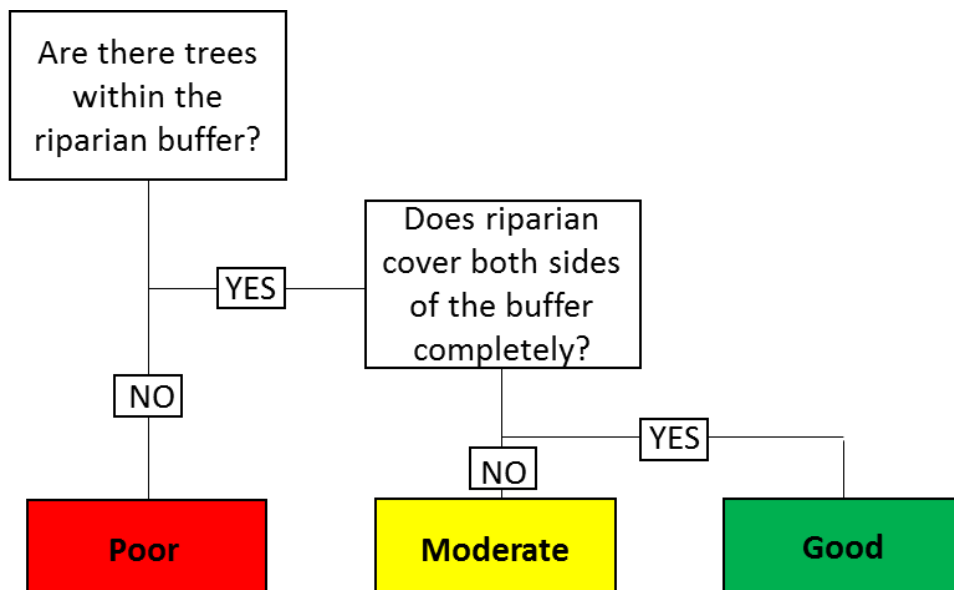 Are there trees
within the
riparian buffer?
Does riparian
cover both sides
of the buffer
completely?
YES
NO
YES
NO
Poor
Moderate
Good